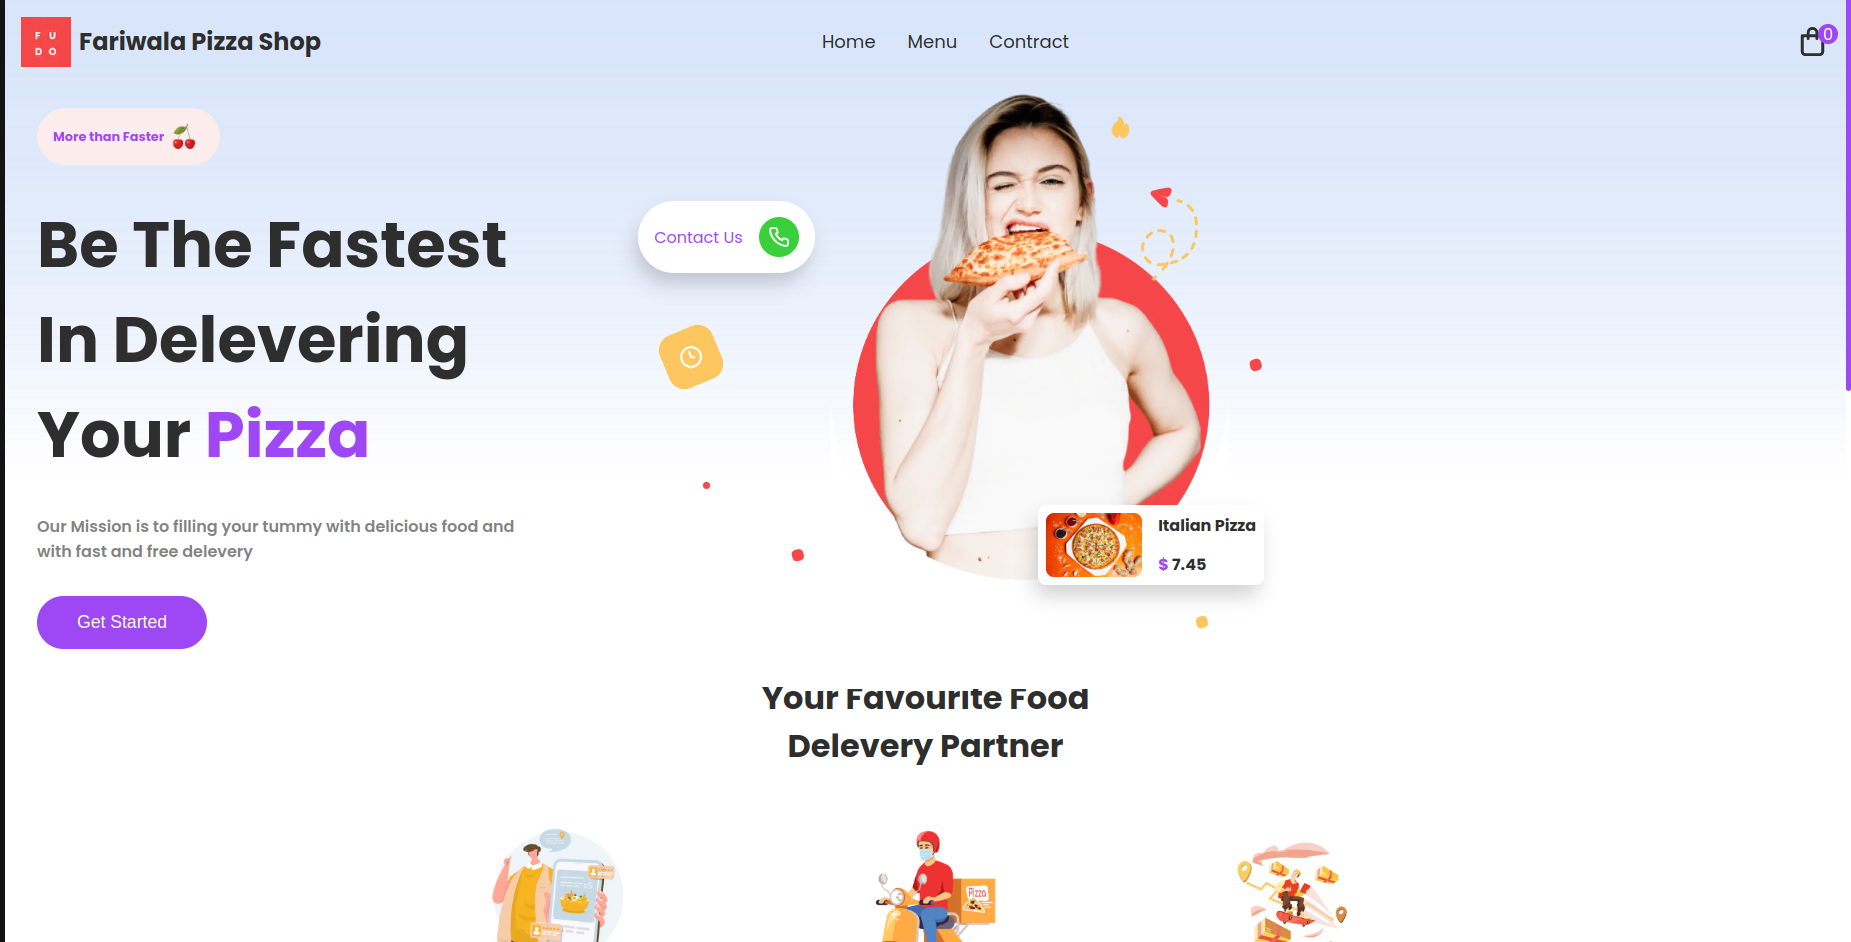 F U
D O
Fariwala Pizza Shop
Home
Menu
Contract
0
More than Faster
Be The Fastest
In Delevering
Your Pizza
Contact Us
Our Mission is to filling your tummy with delicious food and
with fast and free delevery
Get Started
Italian Pizza
$ 7.45
Your Favourite Food
Delevery Partner
Pizza